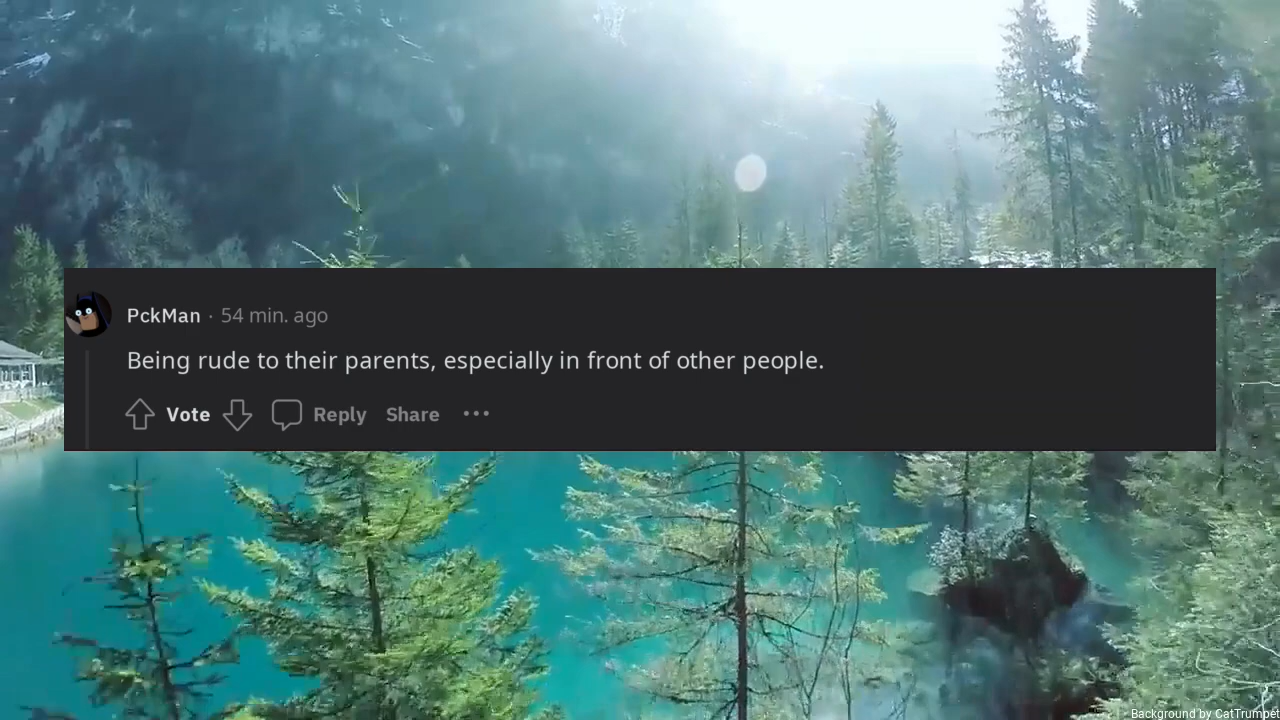 PckMan · 54 min. ago
Being rude to their parents, especially in front of other people.
Vote Reply Share ···
Background by CatTrumpet